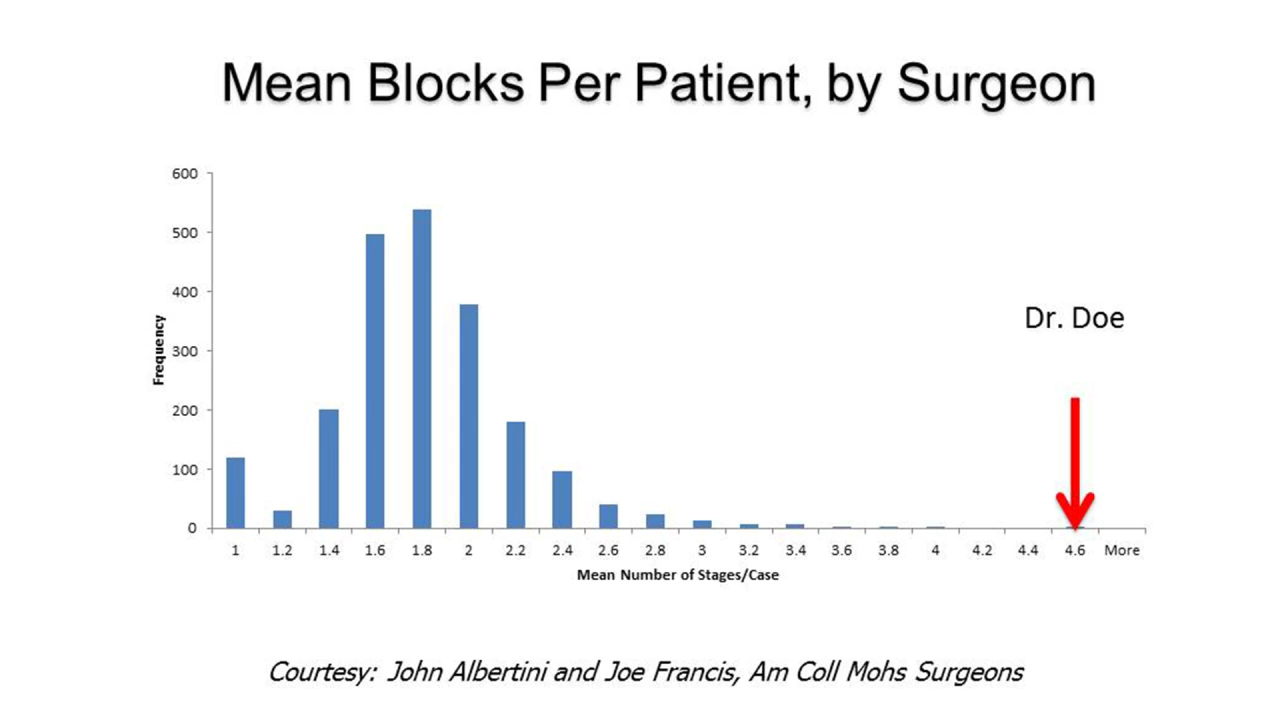 Mean Blocks Per Patient, by Surgeon
600
500
400
300
200
100
0
Frequency
Dr. Doe
1 1.2 1.4 1.6 1.8 2 2.2 2.4 2.6 2.8 3 3.2 3.4 3.6 3.8 4 4.2 4.4 4.6 More
Mean Number of Stages/Case
Courtesy: John Albertini and Joe Francis, Am Coll Mohs Surgeons